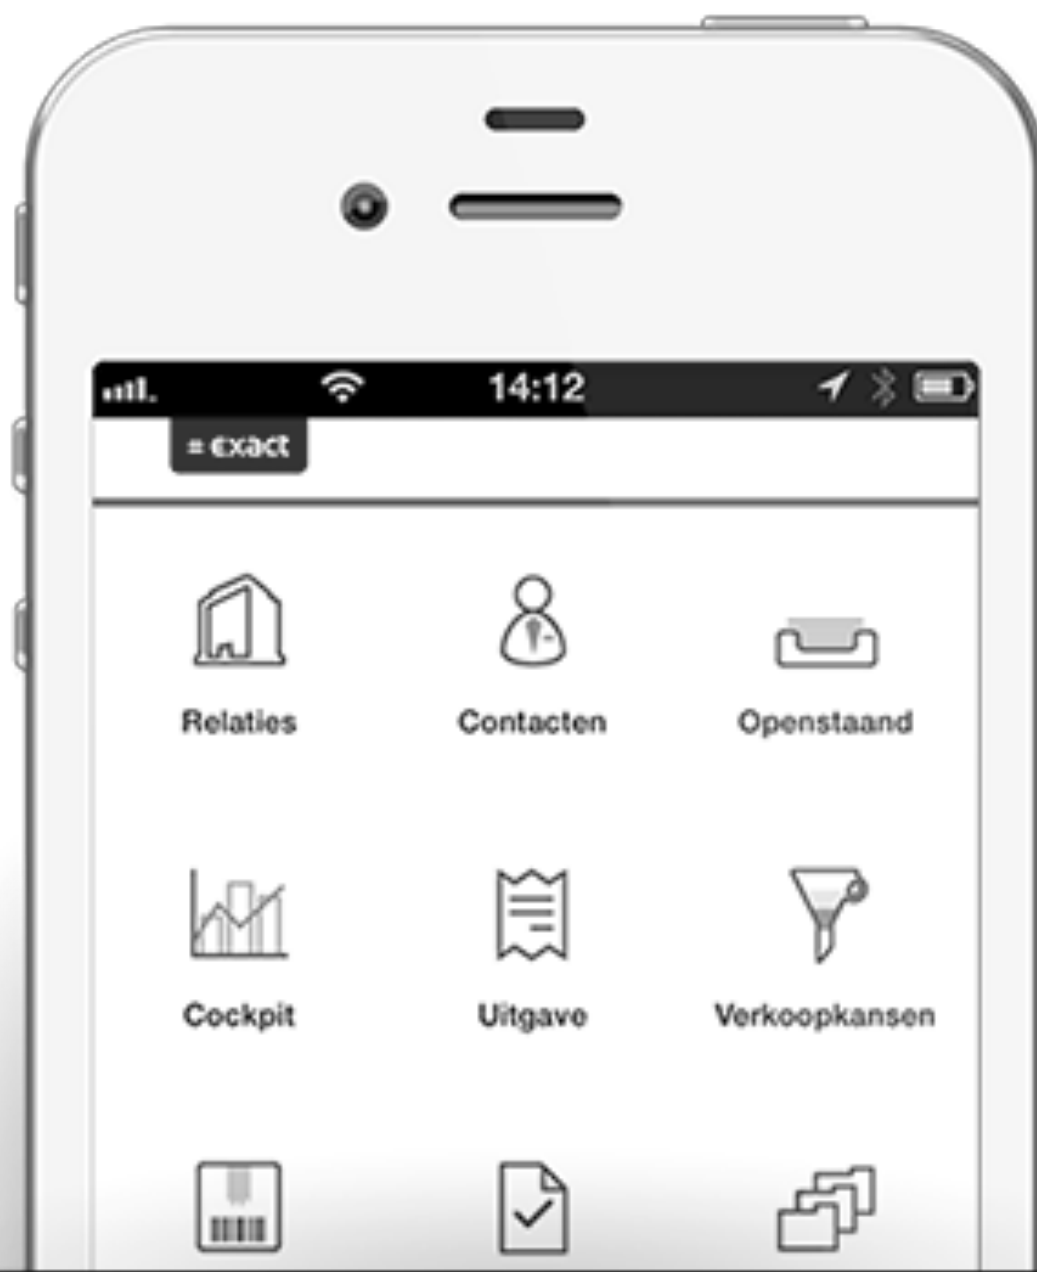 14:12
= exact
Relaties
Contacten
Openstaand
Cockpit
Uitgave
Verkoopkansen